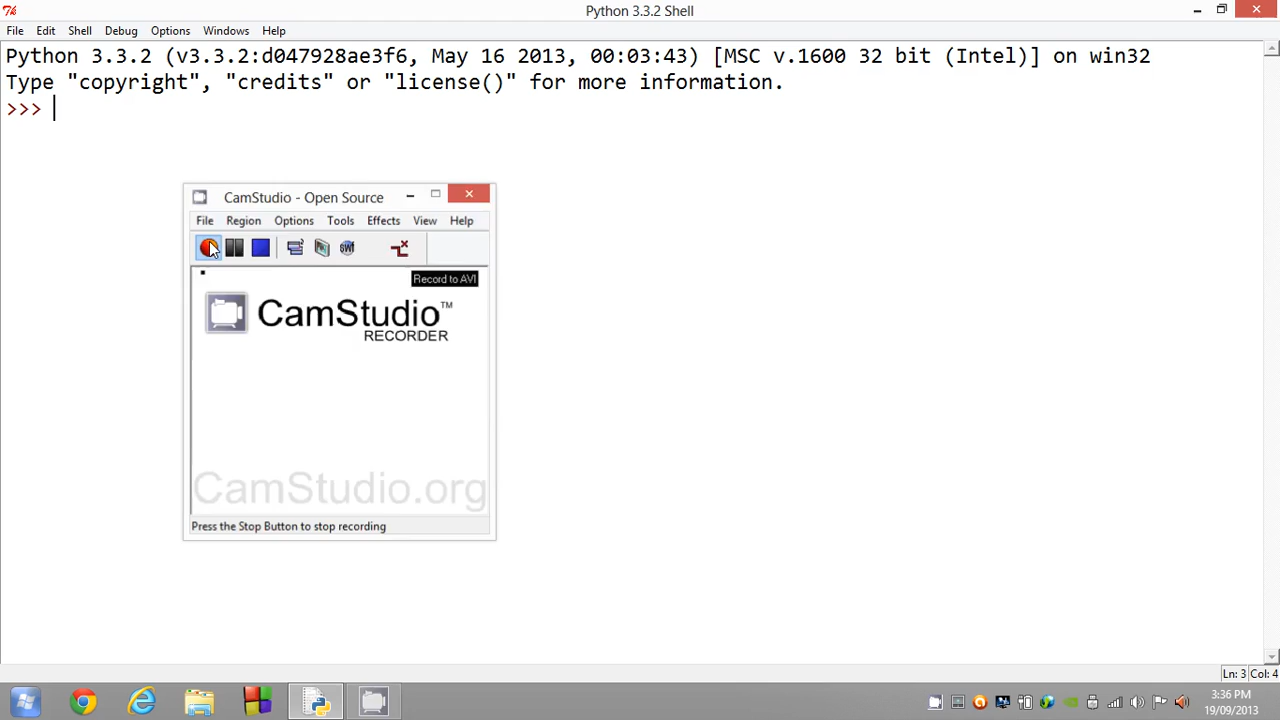 Python 3.3.2 Shell
File Edit Shell Debug Options Windows Help
Python 3.3.2 (v3.3.2:d047928ae3f6, May 16 2013, 00:03:43) [MSC v.1600 32 bit (Intel)] on win32
Type "copyright", "credits" or "license()" for more information.
>>>
CamStudio - Open Source
File Region Options Tools Effects View Help
SWf
Record to AVI
CamStudio™
RECORDER
CamStudio.org
Press the Stop Button to stop recording
Ln: 3 Col: 4
3:36 PM
19/09/2013